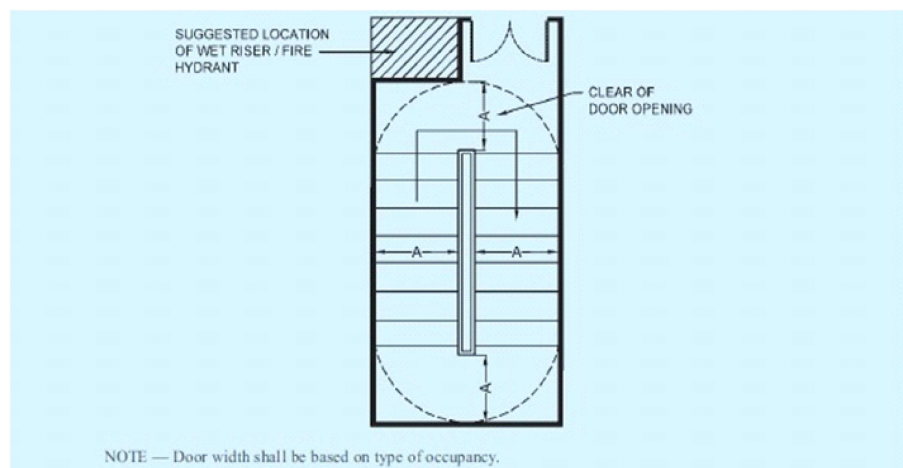 SUGGESTED LOCATION
OF WET RISER / FIRE
HYDRANT
CLEAR OF
DOOR OPENING
A
A
A
A
NOTE — Door width shall be based on type of occupancy.